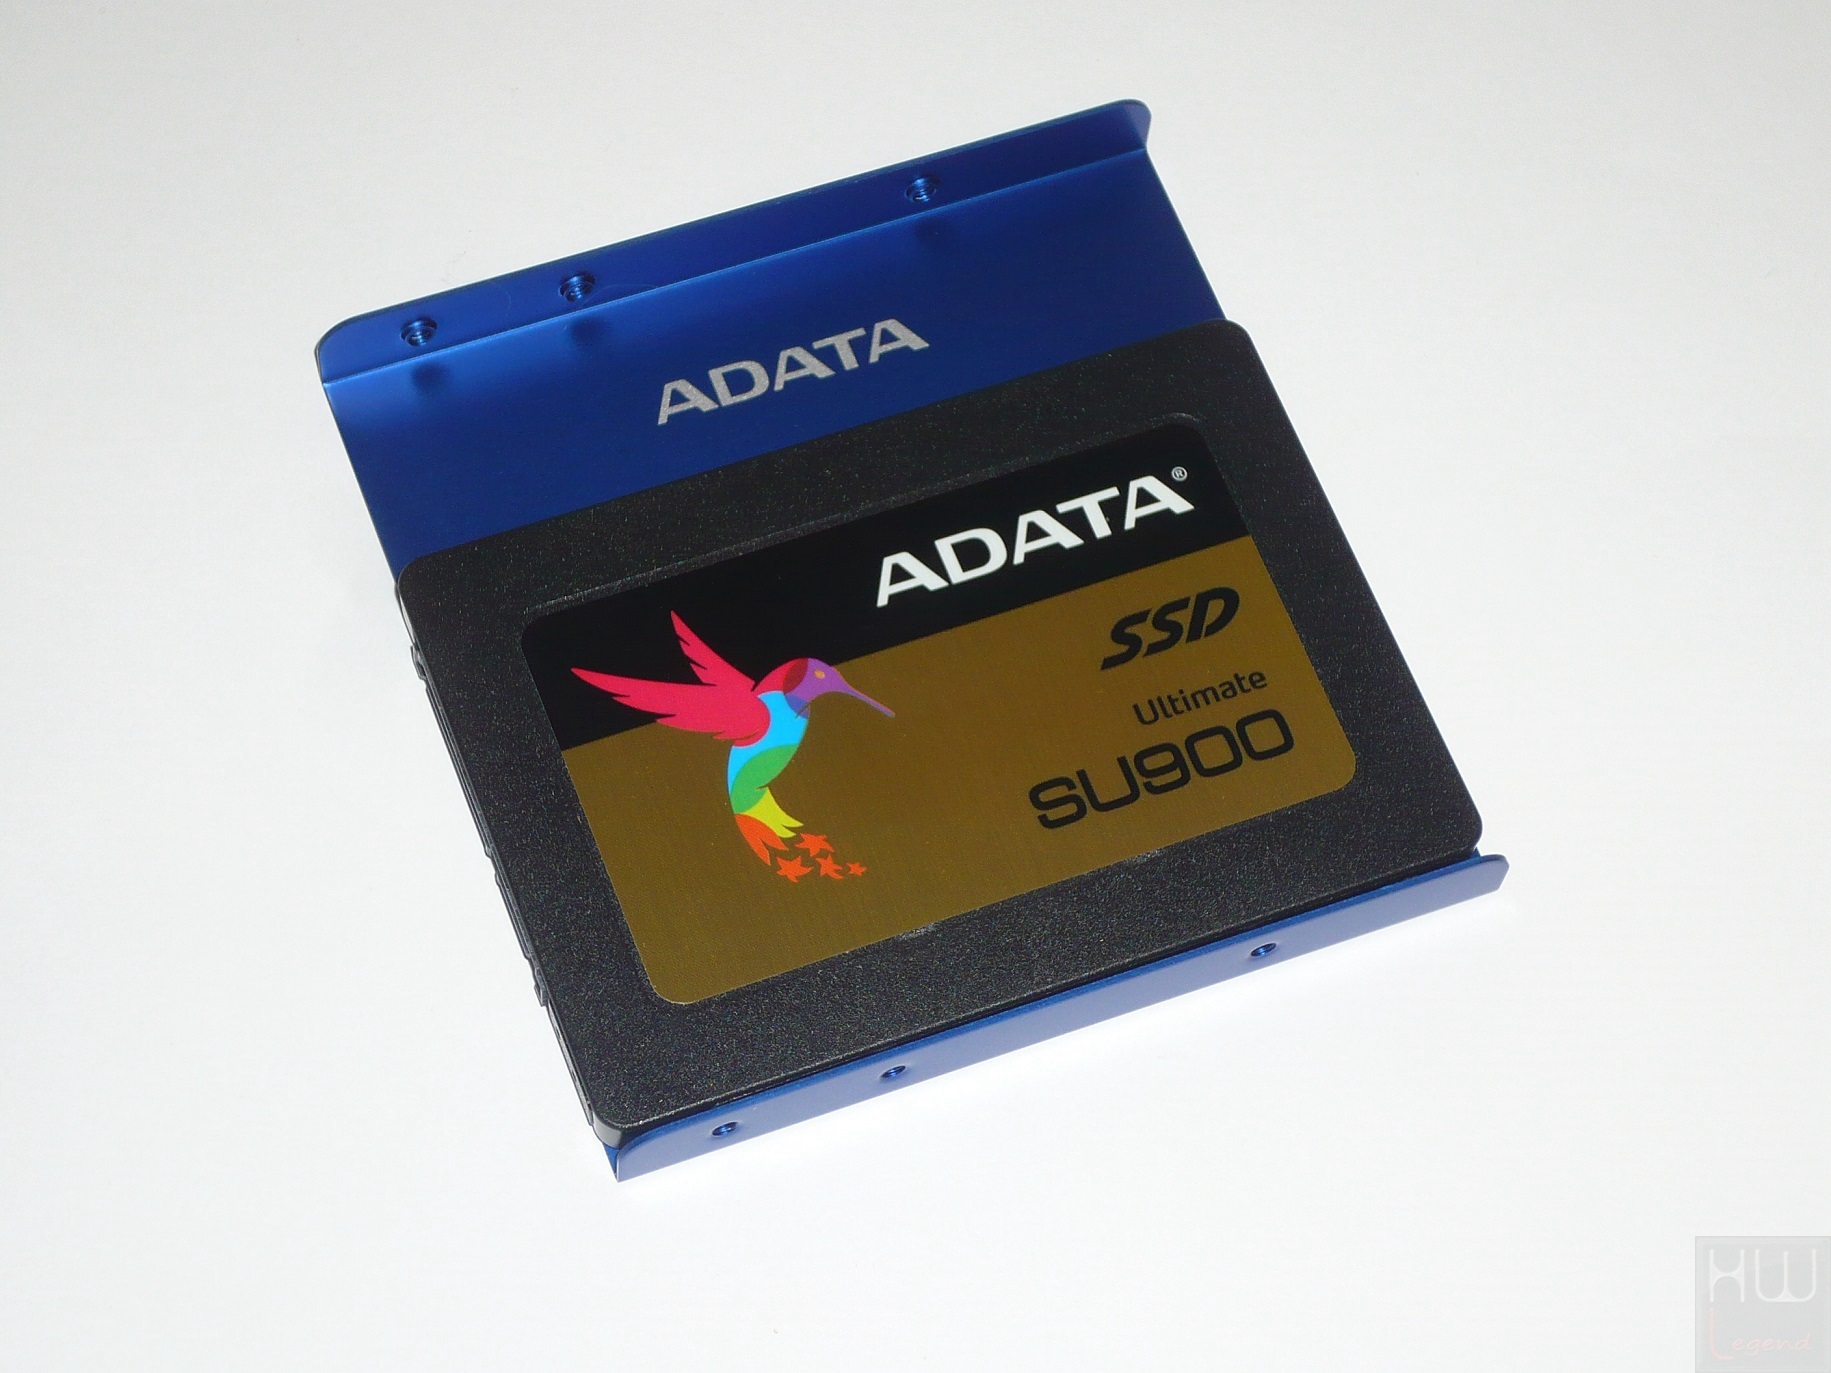 ADATA
ADATA®
SSD
Ultimate
SU900
HW
Legend